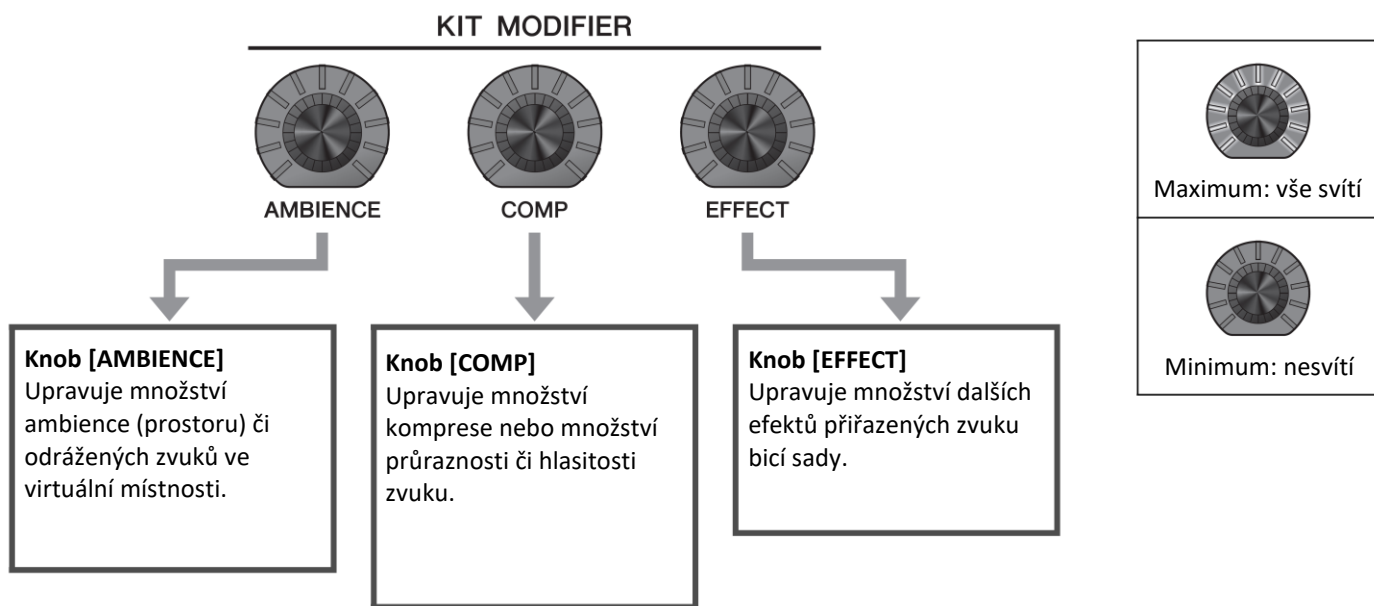 KIT MODIFIER
AMBIENCE
COMP
EFFECT
Knob [AMBIENCE]
Upravuje množství
ambience (prostoru) či
odrážených zvuků ve
virtuální místnosti.
Knob [COMP]
Upravuje množství
komprese nebo množství
průraznosti či hlasitosti
zvuku.
Knob [EFFECT]
Upravuje množství dalších
efektů přiřazených zvuku
bicí sady.
Maximum: vše svítí
Minimum: nesvítí